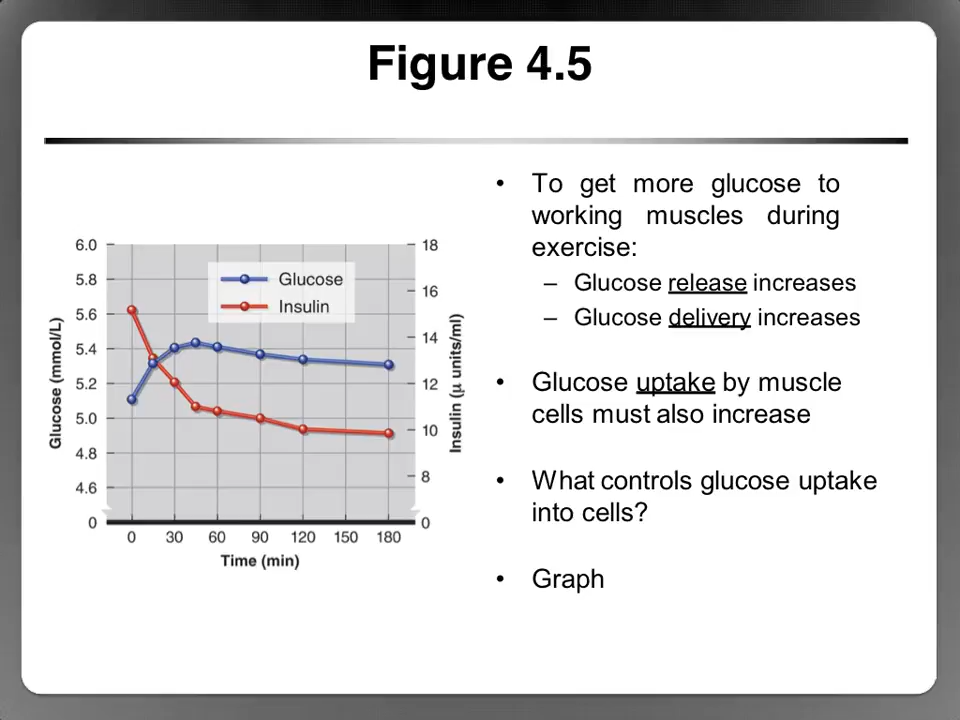 Figure 4.5
6.0
5.8
5.6
5.4
5.2
5.0
4.8
4.6
0
Glucose (mmol/L)
Glucose
Insulin
18
16
14
12
10
8
0
Insulin (μ units/ml)
0 30 60 90 120 150 180
Time (min)
• To get more glucose to
working muscles during
exercise:
– Glucose release increases
– Glucose delivery increases
• Glucose uptake by muscle
cells must also increase
• What controls glucose uptake
into cells?
• Graph